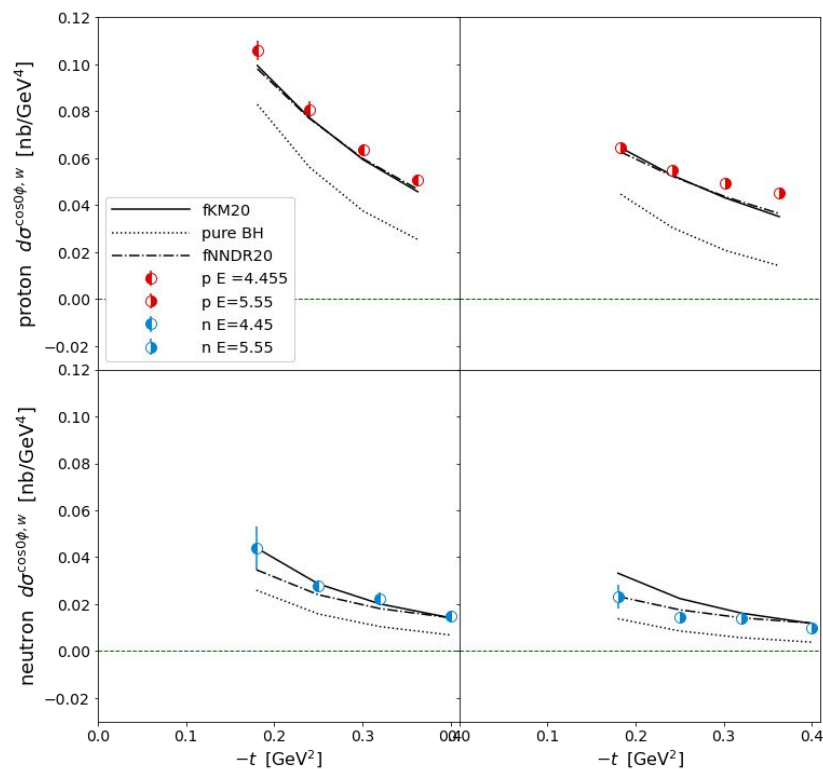 0.12
0.10
0.08
0.06
0.04
0.02
0.00
−0.02
proton dσ^cos0ϕ, w [nb/GeV⁴]
fKM20
pure BH
fNNDR20
p E =4.455
p E=5.55
n E=4.45
n E=5.55
0.12
0.10
0.08
0.06
0.04
0.02
0.00
−0.02
neutron dσ^cos0ϕ, w [nb/GeV⁴]
0.0 0.1 0.2 0.3 0.4
0.0 0.1 0.2 0.3 0.4
−t [GeV²] −t [GeV²]